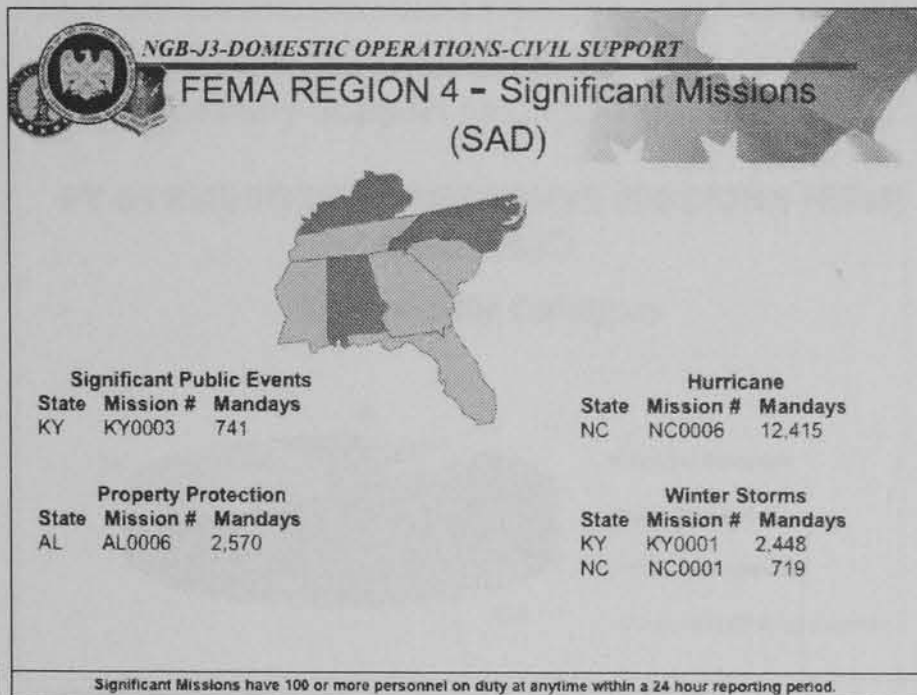 NGB-J3-DOMESTIC OPERATIONS-CIVIL SUPPORT
FEMA REGION 4 - Significant Missions
(SAD)
Significant Public Events
State Mission # Mandays
KY KY0003 741
Property Protection
State Mission # Mandays
AL AL0006 2,570
Hurricane
State Mission # Mandays
NC NC0006 12,415
Winter Storms
State Mission # Mandays
KY KY0001 2,448
NC NC0001 719
Significant Missions have 100 or more personnel on duty at anytime within a 24 hour reporting period.